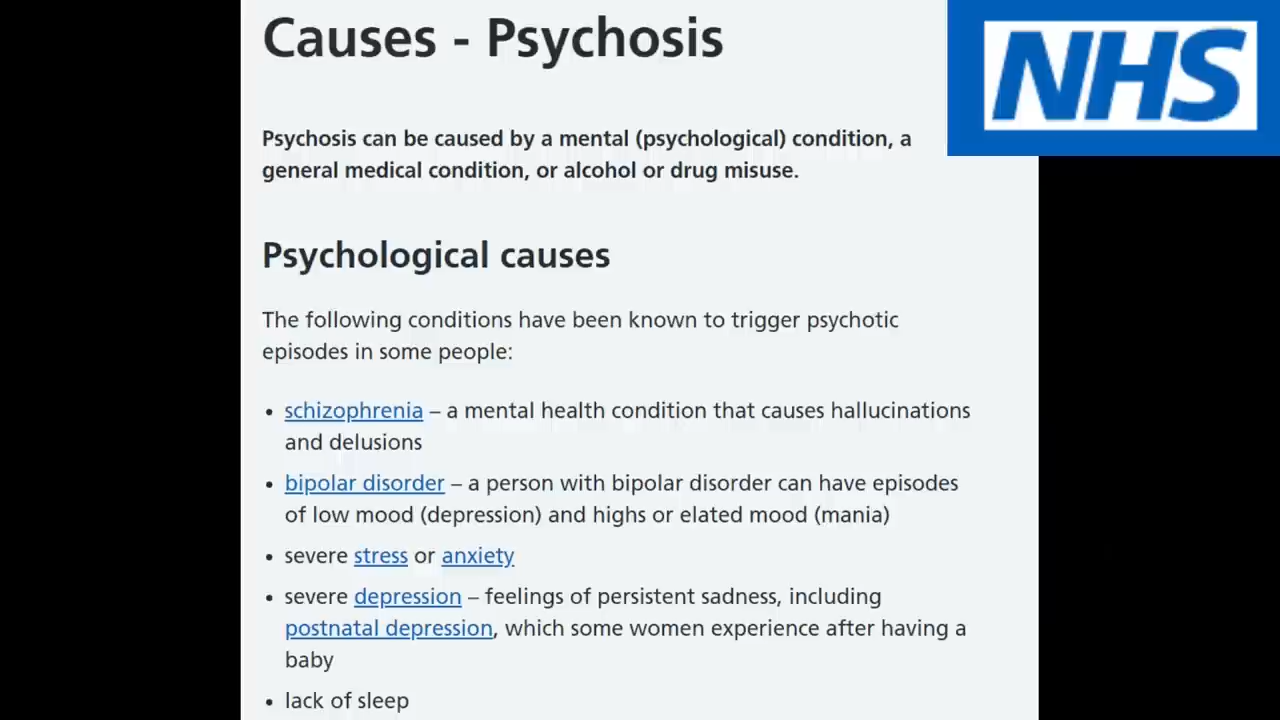 Causes - Psychosis
NHS
Psychosis can be caused by a mental (psychological) condition, a
general medical condition, or alcohol or drug misuse.
Psychological causes
The following conditions have been known to trigger psychotic
episodes in some people:
• schizophrenia – a mental health condition that causes hallucinations
and delusions
• bipolar disorder – a person with bipolar disorder can have episodes
of low mood (depression) and highs or elated mood (mania)
• severe stress or anxiety
• severe depression – feelings of persistent sadness, including
postnatal depression, which some women experience after having a
baby
• lack of sleep